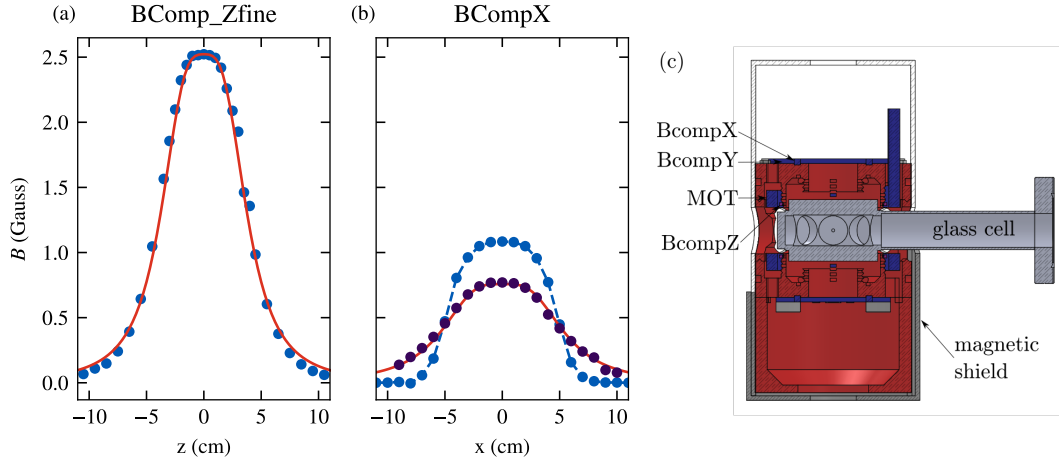 (a) BComp_Zfine
(b) BCompX
(c)
B (Gauss)
2.5
2.0
1.5
1.0
0.5
0.0
−10 −5 0 5 10
z (cm)
−10 −5 0 5 10
x (cm)
BcompX
BcompY
MOT
BcompZ
glass cell
magnetic
shield